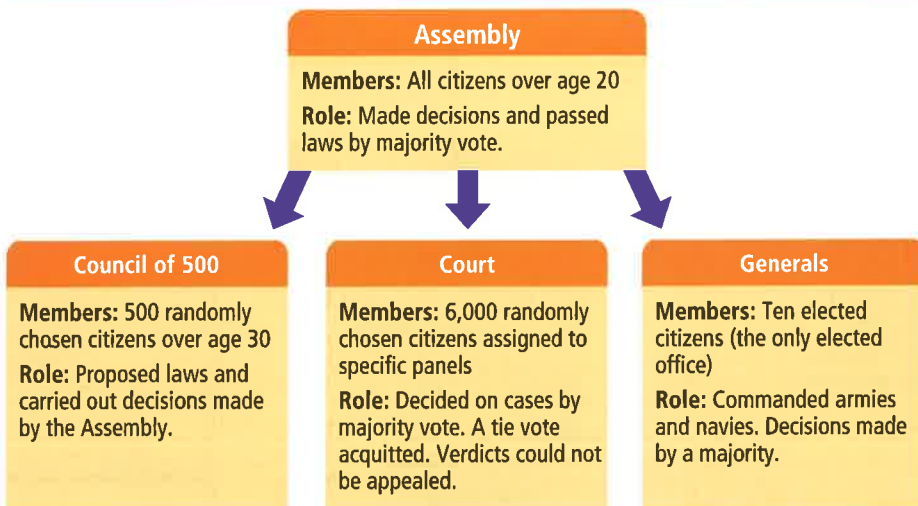 Assembly
Members: All citizens over age 20
Role: Made decisions and passed
laws by majority vote.
Council of 500
Members: 500 randomly
chosen citizens over age 30
Role: Proposed laws and
carried out decisions made
by the Assembly.
Court
Members: 6,000 randomly
chosen citizens assigned to
specific panels
Role: Decided on cases by
majority vote. A tie vote
acquitted. Verdicts could not
be appealed.
Generals
Members: Ten elected
citizens (the only elected
office)
Role: Commanded armies
and navies. Decisions made
by a majority.